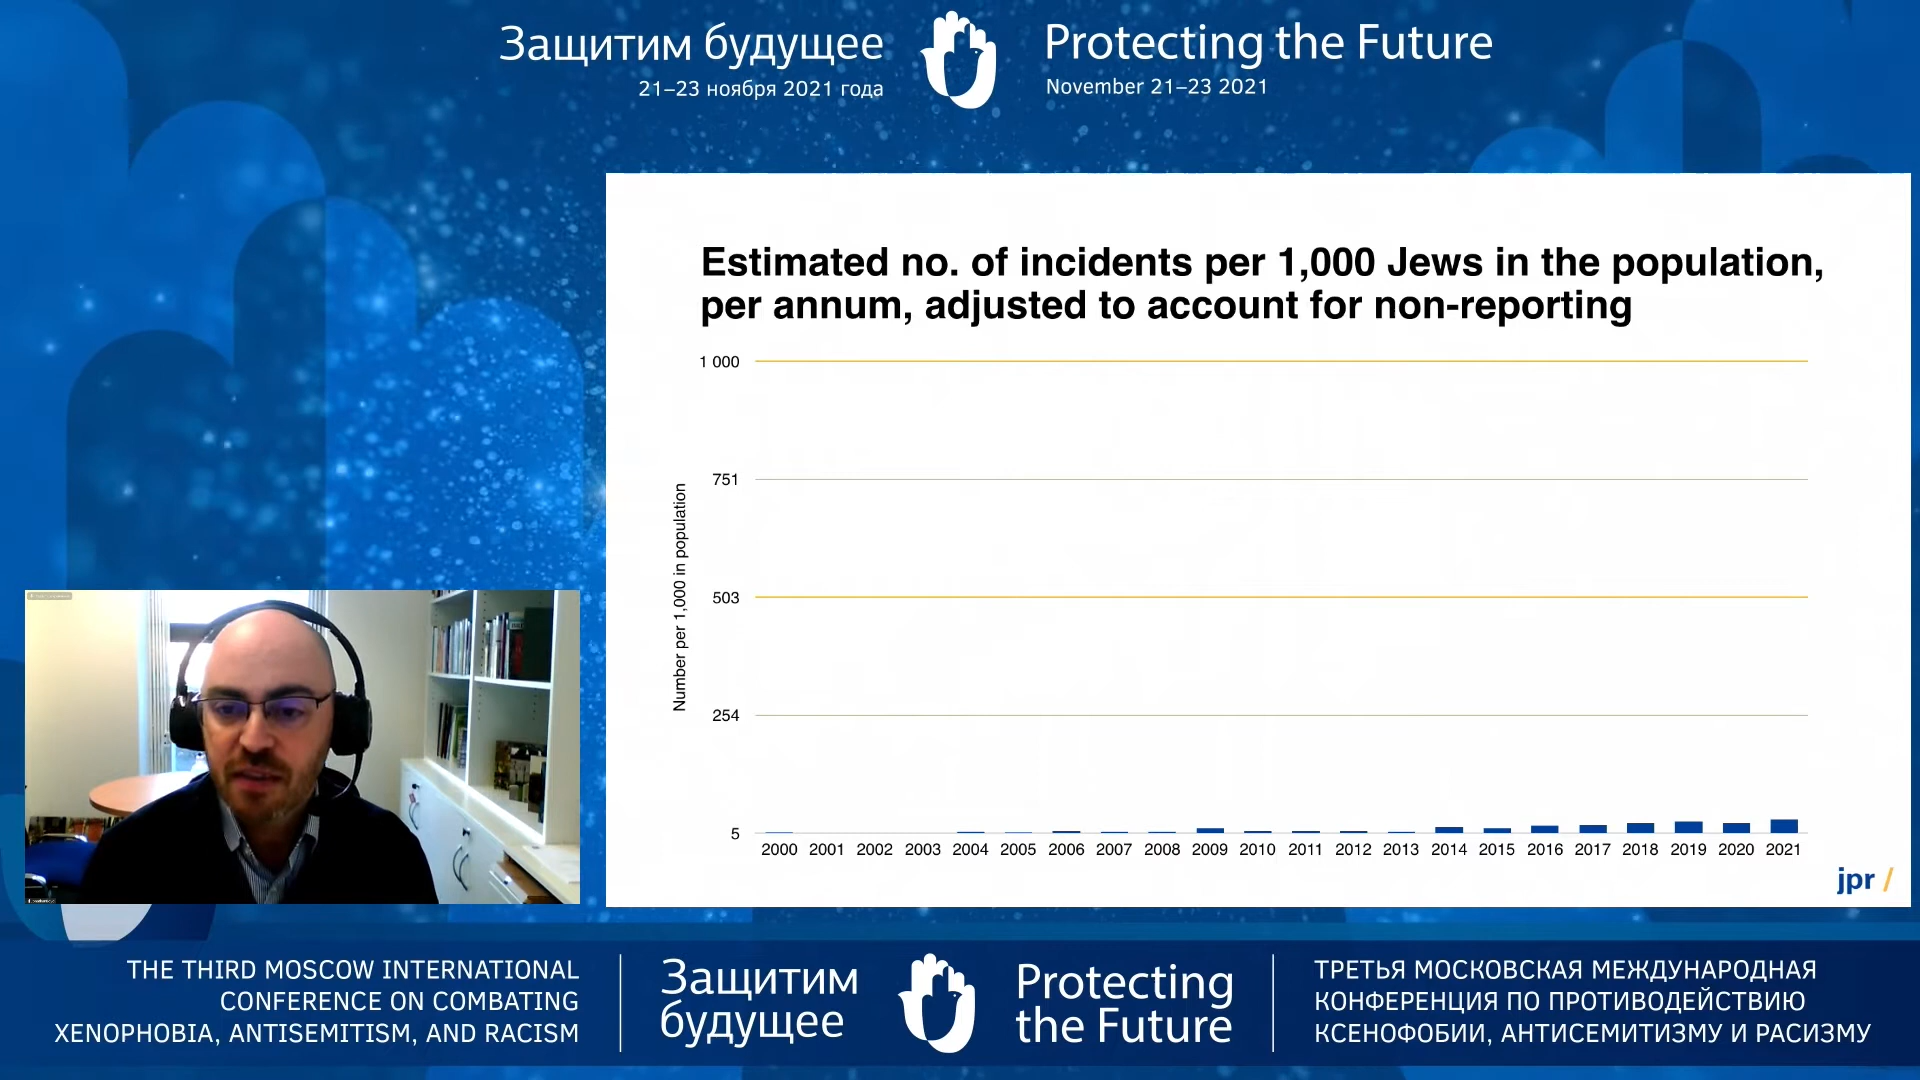 Защитим будущее
21–23 ноября 2021 года
Protecting the Future
November 21–23 2021
Estimated no. of incidents per 1,000 Jews in the population,
per annum, adjusted to account for non-reporting
Number per 1,000 in population
1 000
751
503
254
5
2000 2001 2002 2003 2004 2005 2006 2007 2008 2009 2010 2011 2012 2013 2014 2015 2016 2017 2018 2019 2020 2021
jpr /
THE THIRD MOSCOW INTERNATIONAL
CONFERENCE ON COMBATING
XENOPHOBIA, ANTISEMITISM, AND RACISM
Защитим
будущее
Protecting
the Future
ТРЕТЬЯ МОСКОВСКАЯ МЕЖДУНАРОДНАЯ
КОНФЕРЕНЦИЯ ПО ПРОТИВОДЕЙСТВИЮ
КСЕНОФОБИИ, АНТИСЕМИТИЗМУ И РАСИЗМУ